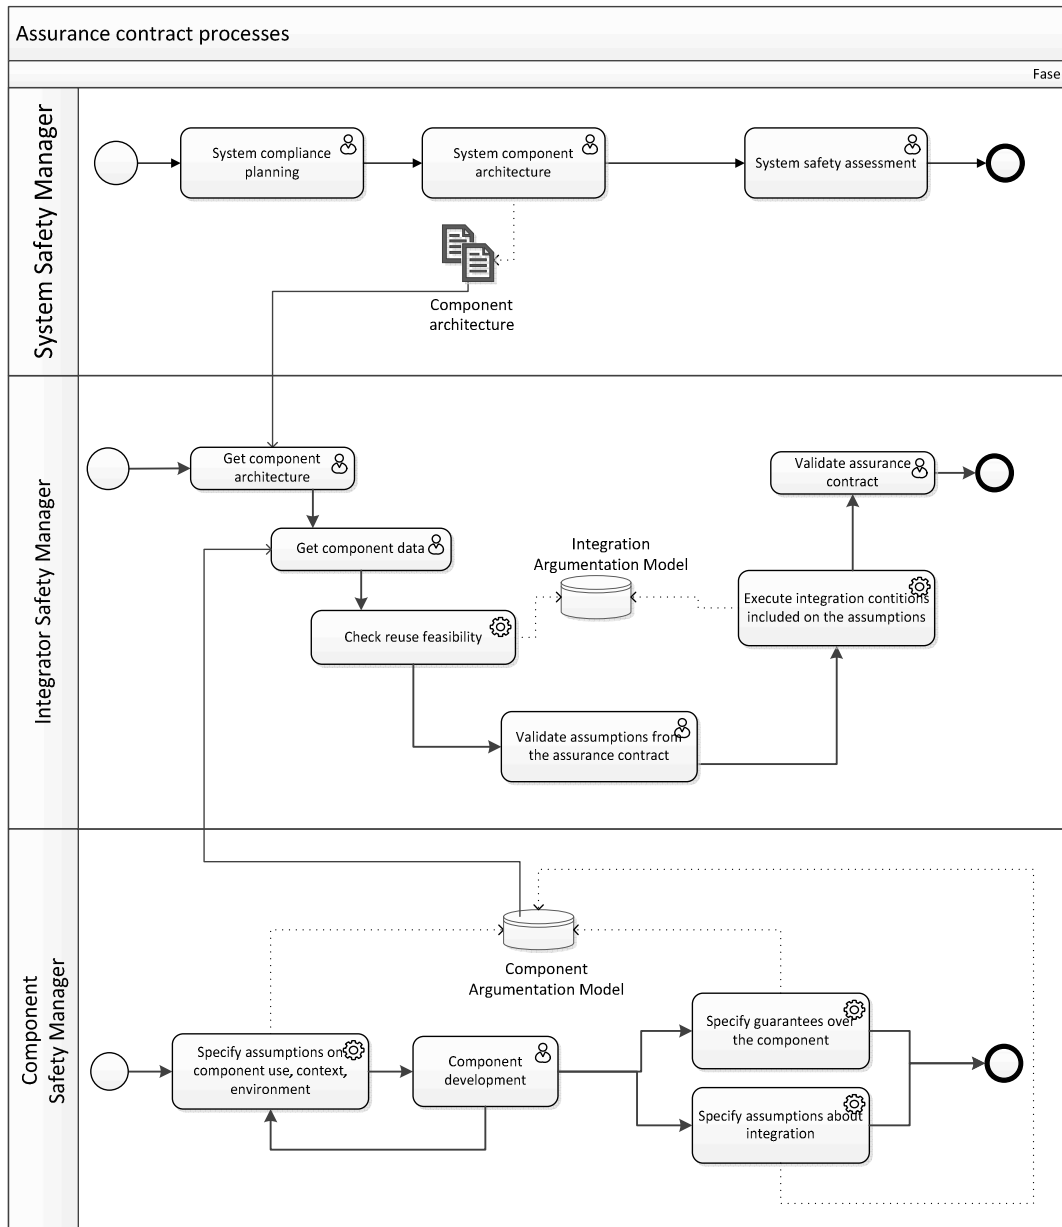 Assurance contract processes
Fase
System Safety Manager
System compliance
planning
System component
architecture
System safety assessment
Component
architecture
Integrator Safety Manager
Get component
architecture
Get component data
Check reuse feasibility
Integration
Argumentation Model
Validate assurance
contract
Execute integration contitions
included on the assumptions
Validate assumptions from
the assurance contract
Component
Safety Manager
Component
Argumentation Model
Specify assumptions on
component use, context,
environment
Component
development
Specify guarantees over
the component
Specify assumptions about
integration